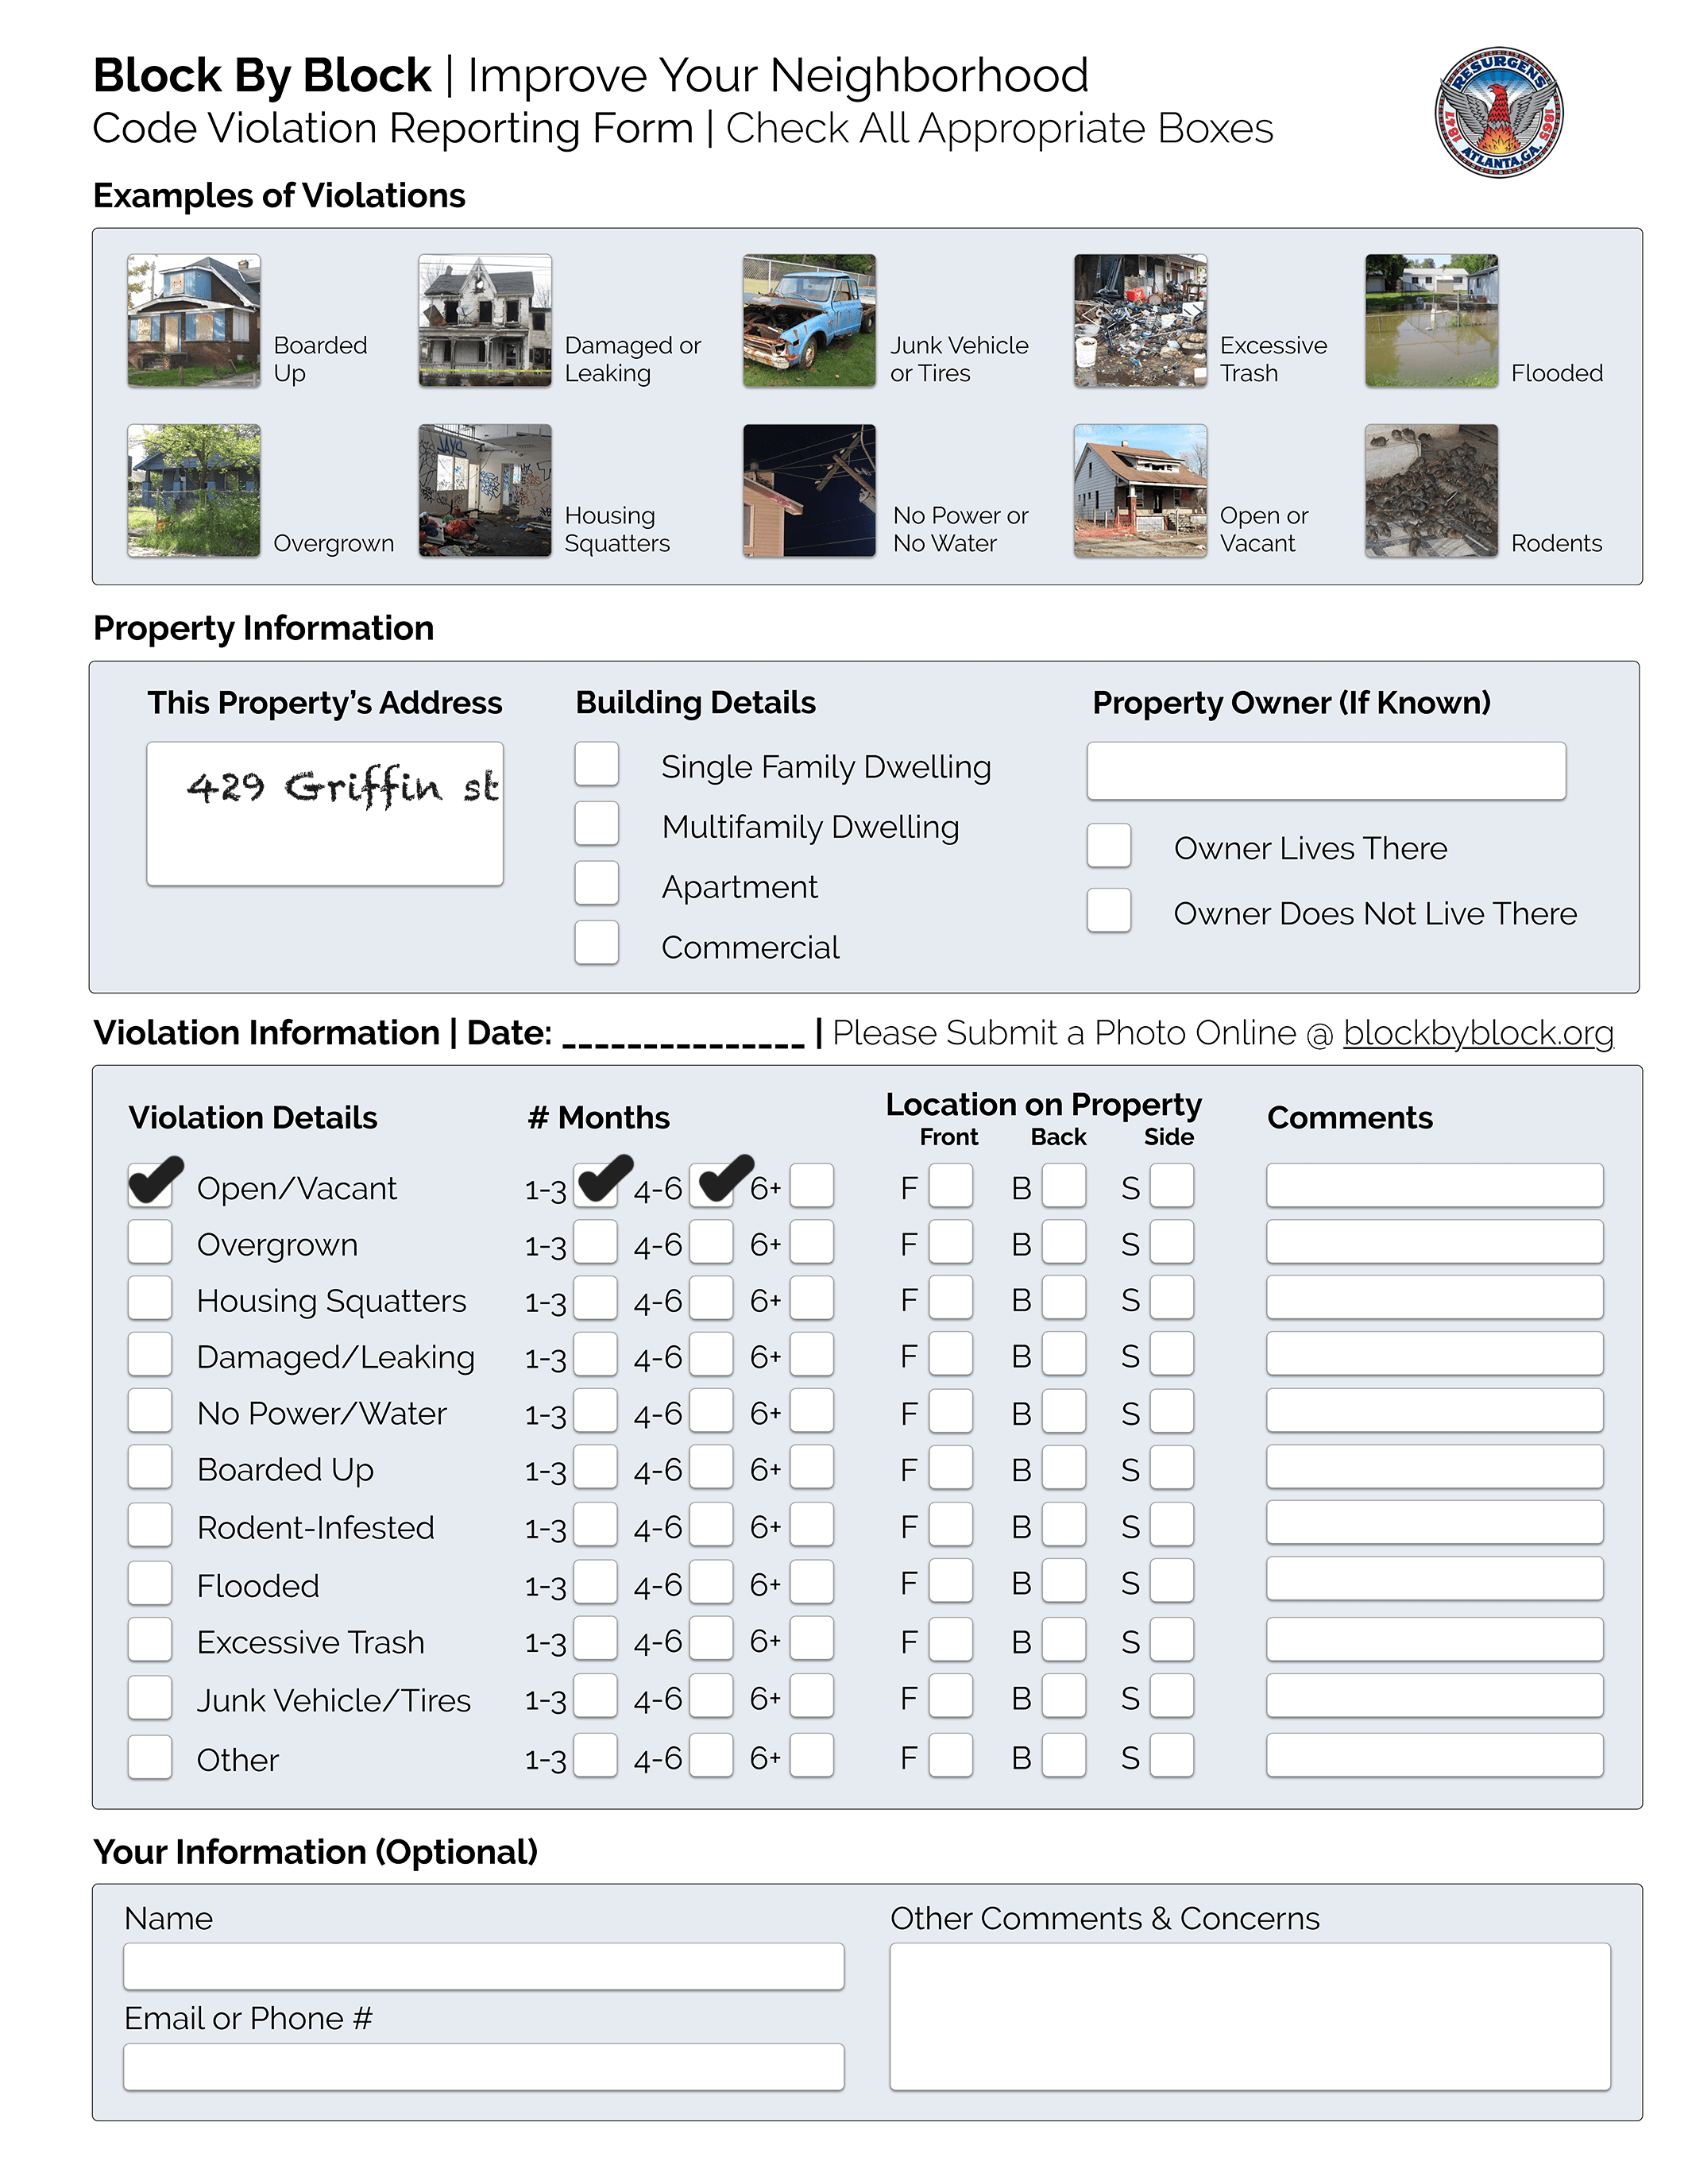 Block By Block | Improve Your Neighborhood
Code Violation Reporting Form | Check All Appropriate Boxes
RESURGENS
1847 1865
ATLANTA, GA.
Examples of Violations
Boarded
Up
Damaged or
Leaking
Junk Vehicle
or Tires
Excessive
Trash
Flooded
Overgrown
Housing
Squatters
No Power or
No Water
Open or
Vacant
Rodents
Property Information
This Property's Address
429 Griffin st
Building Details
Single Family Dwelling
Multifamily Dwelling
Apartment
Commercial
Property Owner (If Known)
Owner Lives There
Owner Does Not Live There
Violation Information | Date: _______________ | Please Submit a Photo Online @ blockbyblock.org
Violation Details # Months Location on Property Comments
Front Back Side
Open/Vacant 1-3 4-6 6+ F B S
Overgrown 1-3 4-6 6+ F B S
Housing Squatters 1-3 4-6 6+ F B S
Damaged/Leaking 1-3 4-6 6+ F B S
No Power/Water 1-3 4-6 6+ F B S
Boarded Up 1-3 4-6 6+ F B S
Rodent-Infested 1-3 4-6 6+ F B S
Flooded 1-3 4-6 6+ F B S
Excessive Trash 1-3 4-6 6+ F B S
Junk Vehicle/Tires 1-3 4-6 6+ F B S
Other 1-3 4-6 6+ F B S
Your Information (Optional)
Name
Email or Phone #
Other Comments & Concerns